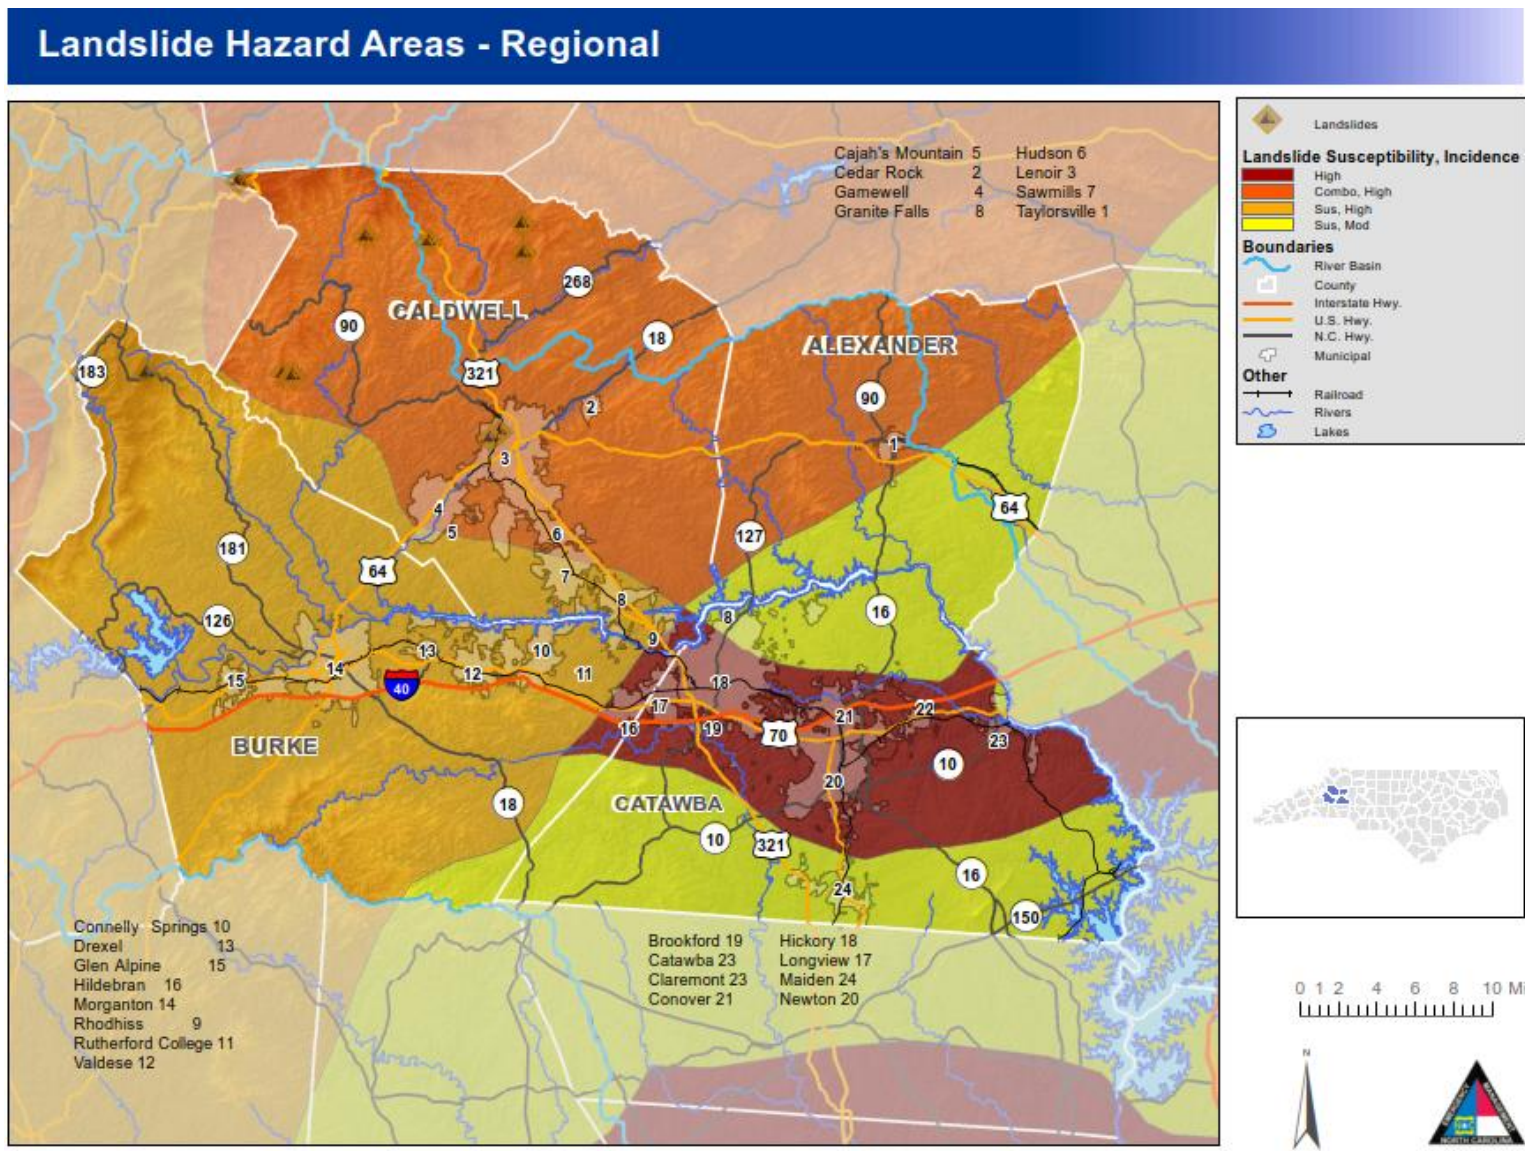 Landslide Hazard Areas - Regional
Cajah's Mountain 5 Hudson 6
Cedar Rock 2 Lenoir 3
Gamewell 4 Sawmills 7
Granite Falls 8 Taylorsville 1
Landslides
Landslide Susceptibility, Incidence
High
Combo, High
Sus, High
Sus, Mod
Boundaries
River Basin
County
Interstate Hwy.
U.S. Hwy.
N.C. Hwy.
Municipal
Other
Railroad
Rivers
Lakes
268
CALDWELL
90
18
ALEXANDER
183
321
90
2
1
3
4
5
6
64
127
181
7
64
8
8
16
126
9
13
10
14
12
11
15
40
18
17
16
19
70
21
22
23
BURKE
10
20
18
CATAWBA
10
321
16
24
150
Connelly Springs 10
Drexel 13
Glen Alpine 15
Hildebran 16
Morganton 14
Rhodhiss 9
Rutherford College 11
Valdese 12
Brookford 19 Hickory 18
Catawba 23 Longview 17
Claremont 23 Maiden 24
Conover 21 Newton 20
0 1 2 4 6 8 10 Mi
N
EMERGENCY MANAGEMENT
NORTH CAROLINA